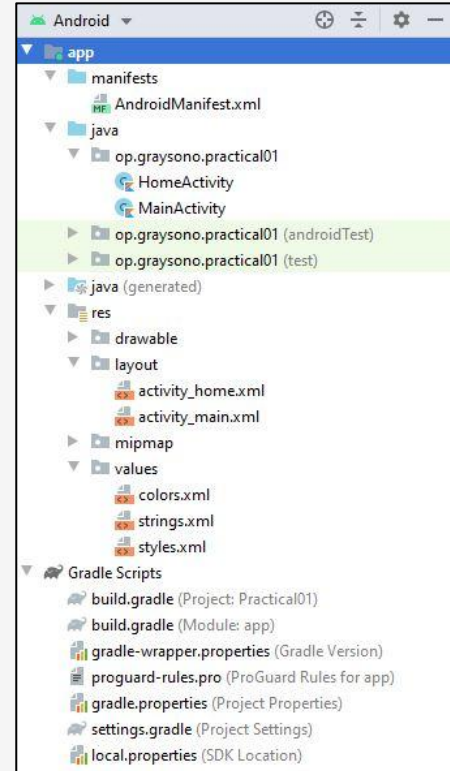 Android
app
manifests
MF AndroidManifest.xml
java
op.graysono.practical01
HomeActivity
MainActivity
op.graysono.practical01 (androidTest)
op.graysono.practical01 (test)
java (generated)
res
drawable
layout
activity_home.xml
activity_main.xml
mipmap
values
colors.xml
strings.xml
styles.xml
Gradle Scripts
build.gradle (Project: Practical01)
build.gradle (Module: app)
gradle-wrapper.properties (Gradle Version)
proguard-rules.pro (ProGuard Rules for app)
gradle.properties (Project Properties)
settings.gradle (Project Settings)
local.properties (SDK Location)